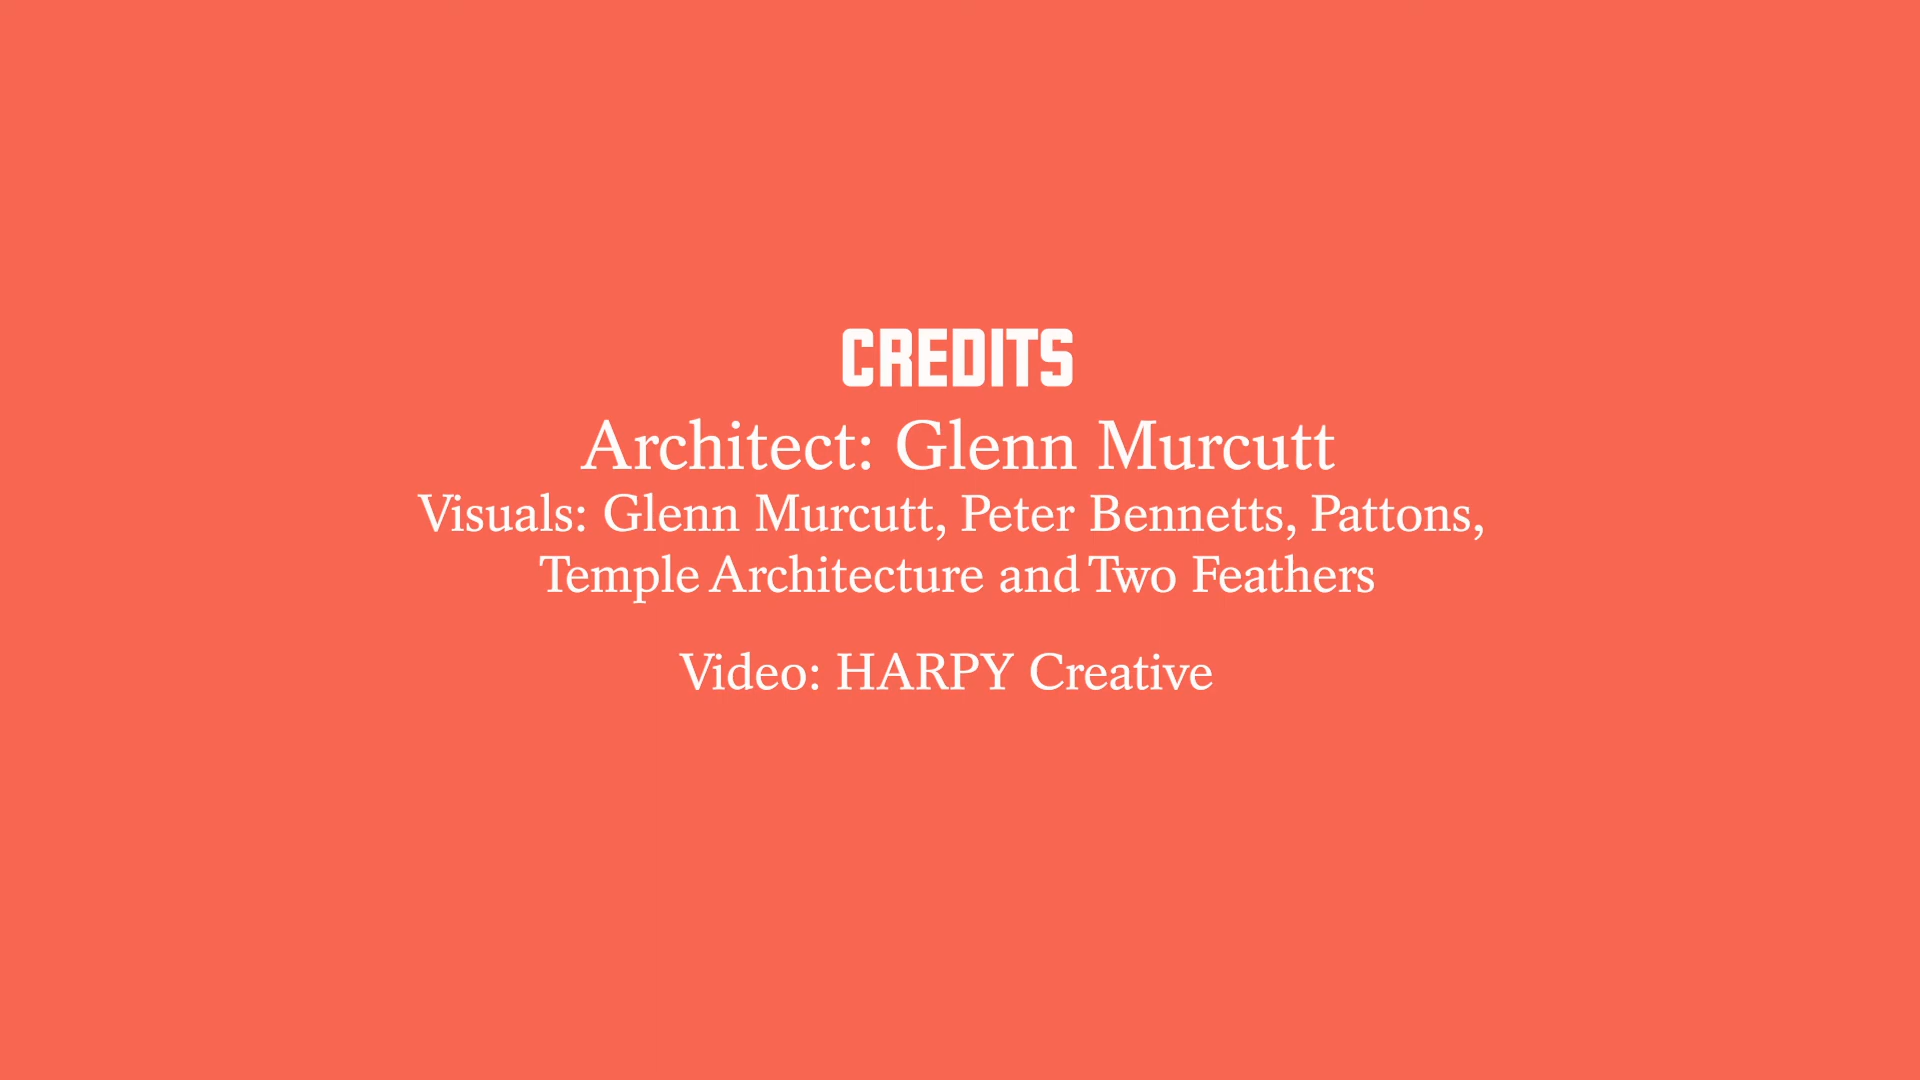 CREDITS
Architect: Glenn Murcutt
Visuals: Glenn Murcutt, Peter Bennetts, Pattons,
Temple Architecture and Two Feathers
Video: HARPY Creative